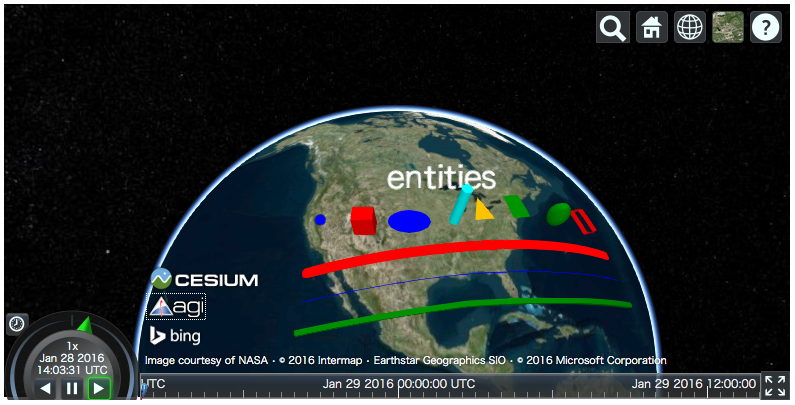 ?
entities
CESIUM
agi
bing
Image courtesy of NASA · © 2016 Intermap · Earthstar Geographics SIO · © 2016 Microsoft Corporation
1x
Jan 28 2016
14:03:31 UTC
UTC
Jan 29 2016 00:00:00 UTC
Jan 29 2016 12:00:00